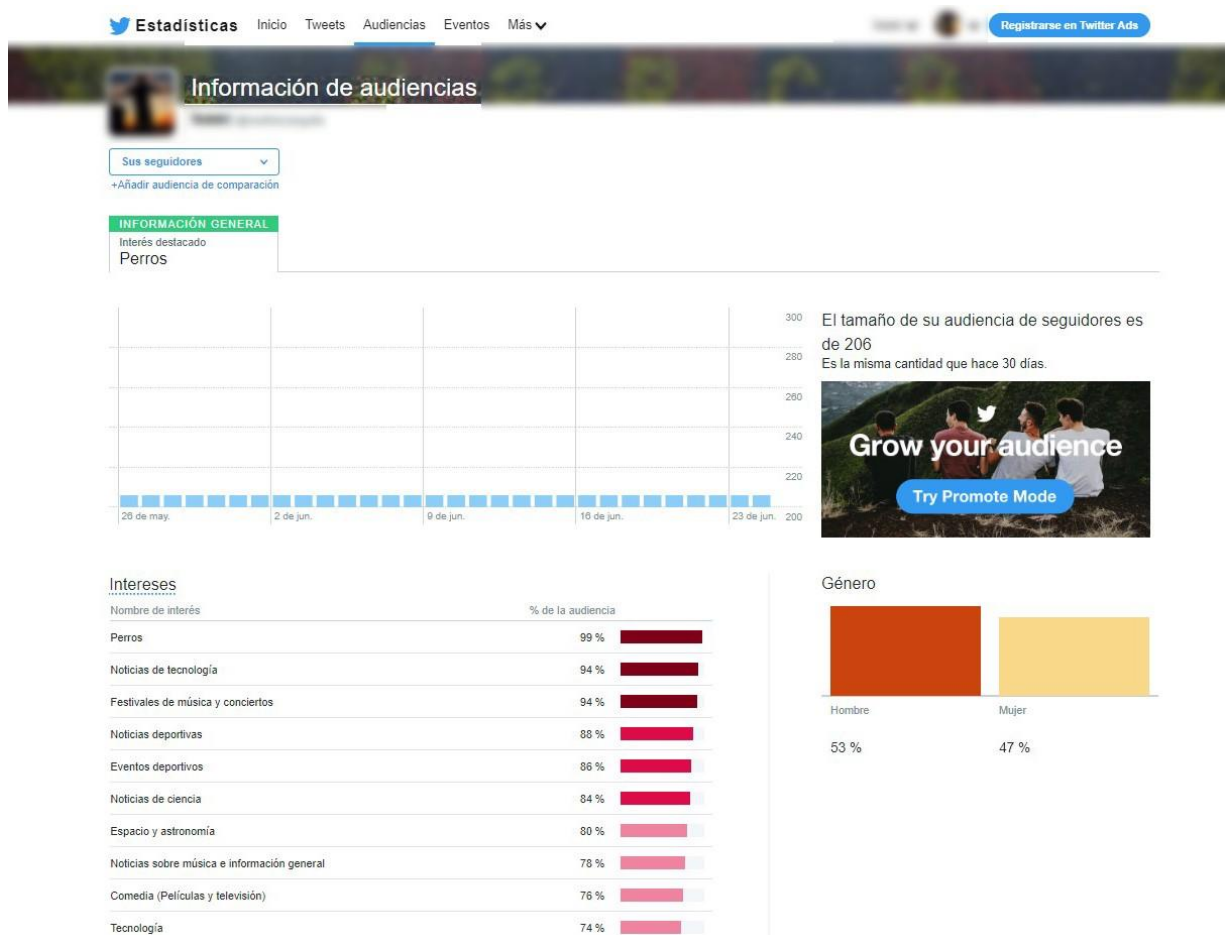 Estadísticas Inicio Tweets Audiencias Eventos Más Registrarse en Twitter Ads
Información de audiencias
Sus seguidores
+Añadir audiencia de comparación
INFORMACIÓN GENERAL
Interés destacado
Perros
300
280
260
240
220
200
26 de may. 2 de jun. 9 de jun. 16 de jun. 23 de jun.
El tamaño de su audiencia de seguidores es
de 206
Es la misma cantidad que hace 30 días.
Grow your audience
Try Promote Mode
Intereses
Nombre de interés % de la audiencia
Perros 99 %
Noticias de tecnología 94 %
Festivales de música y conciertos 94 %
Noticias deportivas 88 %
Eventos deportivos 86 %
Noticias de ciencia 84 %
Espacio y astronomía 80 %
Noticias sobre música e información general 78 %
Comedia (Películas y televisión) 76 %
Tecnología 74 %
Género
Hombre Mujer
53 % 47 %